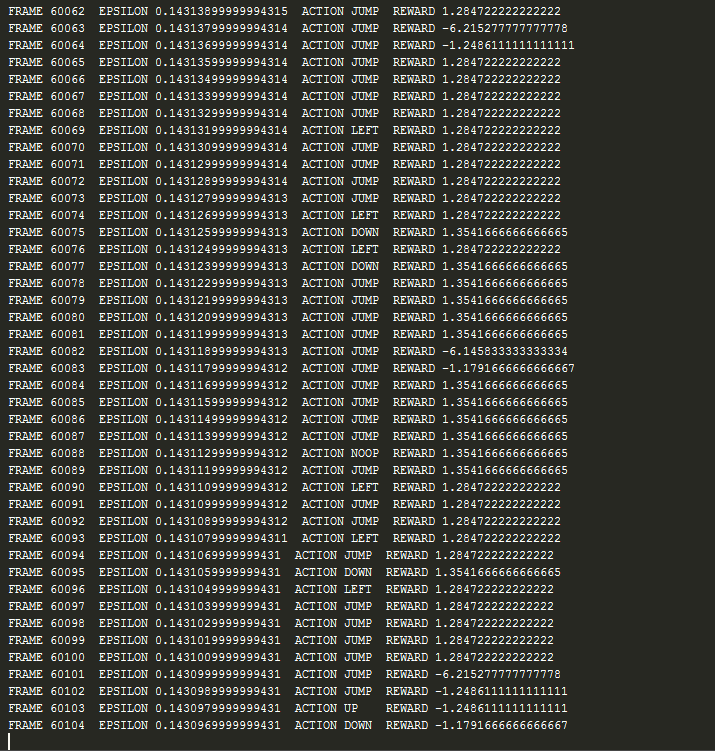 FRAME 60062  EPSILON 0.14313899999994315  ACTION JUMP  REWARD 1.284722222222222
FRAME 60063  EPSILON 0.14313799999994314  ACTION JUMP  REWARD -6.215277777777778
FRAME 60064  EPSILON 0.14313699999994314  ACTION JUMP  REWARD -1.2486111111111111
FRAME 60065  EPSILON 0.14313599999994314  ACTION JUMP  REWARD 1.284722222222222
FRAME 60066  EPSILON 0.14313499999994314  ACTION JUMP  REWARD 1.284722222222222
FRAME 60067  EPSILON 0.14313399999994314  ACTION JUMP  REWARD 1.284722222222222
FRAME 60068  EPSILON 0.14313299999994314  ACTION JUMP  REWARD 1.284722222222222
FRAME 60069  EPSILON 0.14313199999994314  ACTION LEFT  REWARD 1.284722222222222
FRAME 60070  EPSILON 0.14313099999994314  ACTION JUMP  REWARD 1.284722222222222
FRAME 60071  EPSILON 0.14312999999994314  ACTION JUMP  REWARD 1.284722222222222
FRAME 60072  EPSILON 0.14312899999994314  ACTION JUMP  REWARD 1.284722222222222
FRAME 60073  EPSILON 0.14312799999994313  ACTION JUMP  REWARD 1.284722222222222
FRAME 60074  EPSILON 0.14312699999994313  ACTION LEFT  REWARD 1.284722222222222
FRAME 60075  EPSILON 0.14312599999994313  ACTION DOWN  REWARD 1.3541666666666665
FRAME 60076  EPSILON 0.14312499999994313  ACTION LEFT  REWARD 1.284722222222222
FRAME 60077  EPSILON 0.14312399999994313  ACTION DOWN  REWARD 1.3541666666666665
FRAME 60078  EPSILON 0.14312299999994313  ACTION JUMP  REWARD 1.3541666666666665
FRAME 60079  EPSILON 0.14312199999994313  ACTION JUMP  REWARD 1.3541666666666665
FRAME 60080  EPSILON 0.14312099999994313  ACTION JUMP  REWARD 1.3541666666666665
FRAME 60081  EPSILON 0.14311999999994313  ACTION JUMP  REWARD 1.3541666666666665
FRAME 60082  EPSILON 0.14311899999994313  ACTION JUMP  REWARD -6.145833333333334
FRAME 60083  EPSILON 0.14311799999994312  ACTION JUMP  REWARD -1.1791666666666667
FRAME 60084  EPSILON 0.14311699999994312  ACTION JUMP  REWARD 1.3541666666666665
FRAME 60085  EPSILON 0.14311599999994312  ACTION JUMP  REWARD 1.3541666666666665
FRAME 60086  EPSILON 0.14311499999994312  ACTION JUMP  REWARD 1.3541666666666665
FRAME 60087  EPSILON 0.14311399999994312  ACTION JUMP  REWARD 1.3541666666666665
FRAME 60088  EPSILON 0.14311299999994312  ACTION NOOP  REWARD 1.3541666666666665
FRAME 60089  EPSILON 0.14311199999994312  ACTION JUMP  REWARD 1.3541666666666665
FRAME 60090  EPSILON 0.14311099999994312  ACTION LEFT  REWARD 1.284722222222222
FRAME 60091  EPSILON 0.14310999999994312  ACTION JUMP  REWARD 1.284722222222222
FRAME 60092  EPSILON 0.14310899999994312  ACTION JUMP  REWARD 1.284722222222222
FRAME 60093  EPSILON 0.14310799999994311  ACTION LEFT  REWARD 1.284722222222222
FRAME 60094  EPSILON 0.1431069999999431  ACTION JUMP  REWARD 1.284722222222222
FRAME 60095  EPSILON 0.1431059999999431  ACTION DOWN  REWARD 1.3541666666666665
FRAME 60096  EPSILON 0.1431049999999431  ACTION LEFT  REWARD 1.284722222222222
FRAME 60097  EPSILON 0.1431039999999431  ACTION JUMP  REWARD 1.284722222222222
FRAME 60098  EPSILON 0.1431029999999431  ACTION JUMP  REWARD 1.284722222222222
FRAME 60099  EPSILON 0.1431019999999431  ACTION JUMP  REWARD 1.284722222222222
FRAME 60100  EPSILON 0.1431009999999431  ACTION JUMP  REWARD 1.284722222222222
FRAME 60101  EPSILON 0.1430999999999431  ACTION JUMP  REWARD -6.215277777777778
FRAME 60102  EPSILON 0.1430989999999431  ACTION JUMP  REWARD -1.2486111111111111
FRAME 60103  EPSILON 0.1430979999999431  ACTION UP    REWARD -1.2486111111111111
FRAME 60104  EPSILON 0.1430969999999431  ACTION DOWN  REWARD -1.1791666666666667